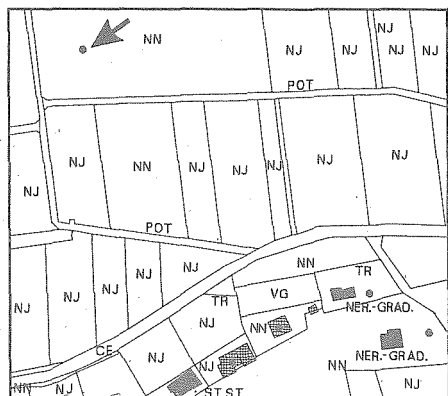 NN
NJ NJ NJ NJ
POT
NJ NN NJ NJ NJ NJ NJ
NJ
POT
NJ NJ NJ NJ NJ
NN
TR
TR VG
NER.-GRAD.
NJ NJ NN
CE
NJ NJ NER.-GRAD.
NN
NN NJ ST ST NJ